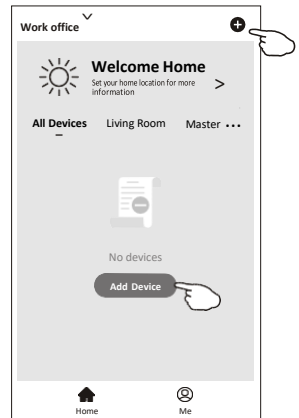 Work office
Welcome Home
Set your home location for more
information
>
All Devices Living Room Master ...
No devices
Add Device
Home Me